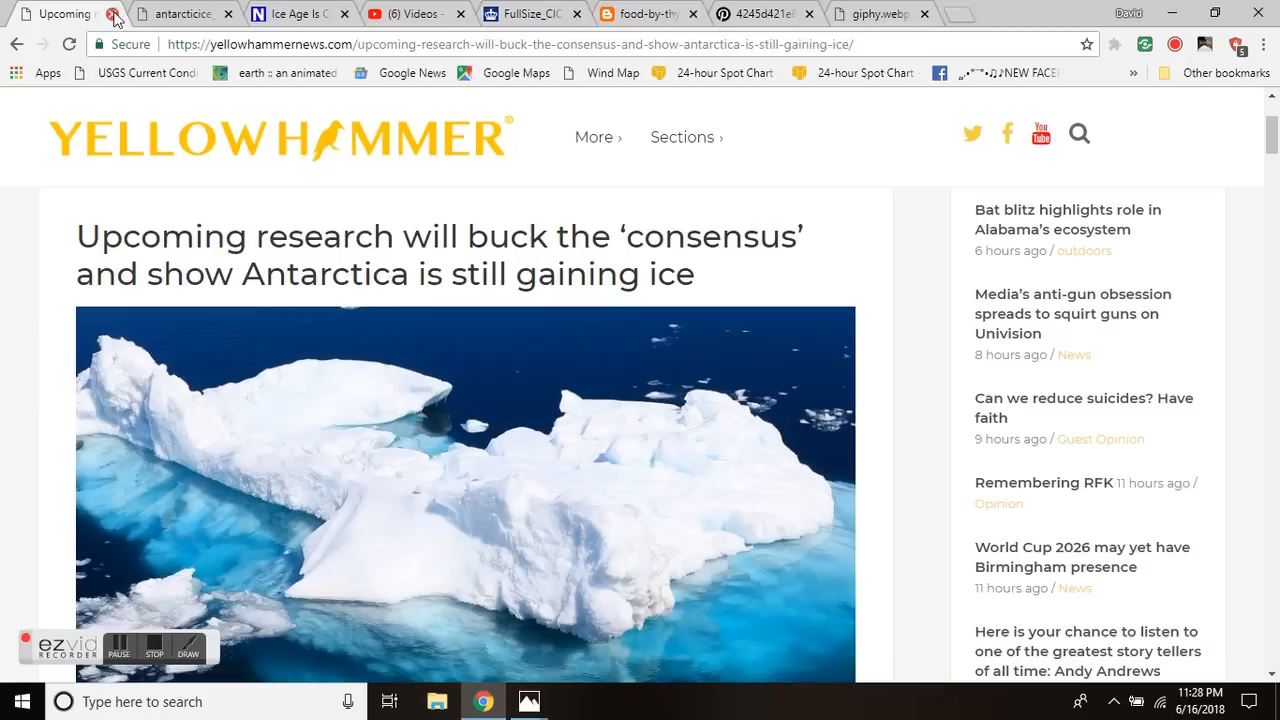 Upcoming r
antarcticice_
Ice Age Is C
(6) Videos -
FullSize_
food-by-thy
4245d421e
giphy.webp
David
Secure
https://yellowhammernews.com/upcoming-research-will-buck-the-consensus-and-show-antarctica-is-still-gaining-ice/
5
Apps
USGS Current Condi
earth :: an animated
Google News
Google Maps
Wind Map
24-hour Spot Chart
24-hour Spot Chart
NEW FACE
»
Other bookmarks
YELLOWHAMMER®
More ›
Sections ›
You
Tube
Upcoming research will buck the ‘consensus’
and show Antarctica is still gaining ice
Bat blitz highlights role in
Alabama’s ecosystem
6 hours ago / outdoors
Media’s anti-gun obsession
spreads to squirt guns on
Univision
8 hours ago / News
Can we reduce suicides? Have
faith
9 hours ago / Guest Opinion
Remembering RFK 11 hours ago /
Opinion
World Cup 2026 may yet have
Birmingham presence
11 hours ago / News
Here is your chance to listen to
one of the greatest story tellers
of all time: Andy Andrews
ezvid
RECORDER
PAUSE
STOP
DRAW
Type here to search
11:28 PM
6/16/2018